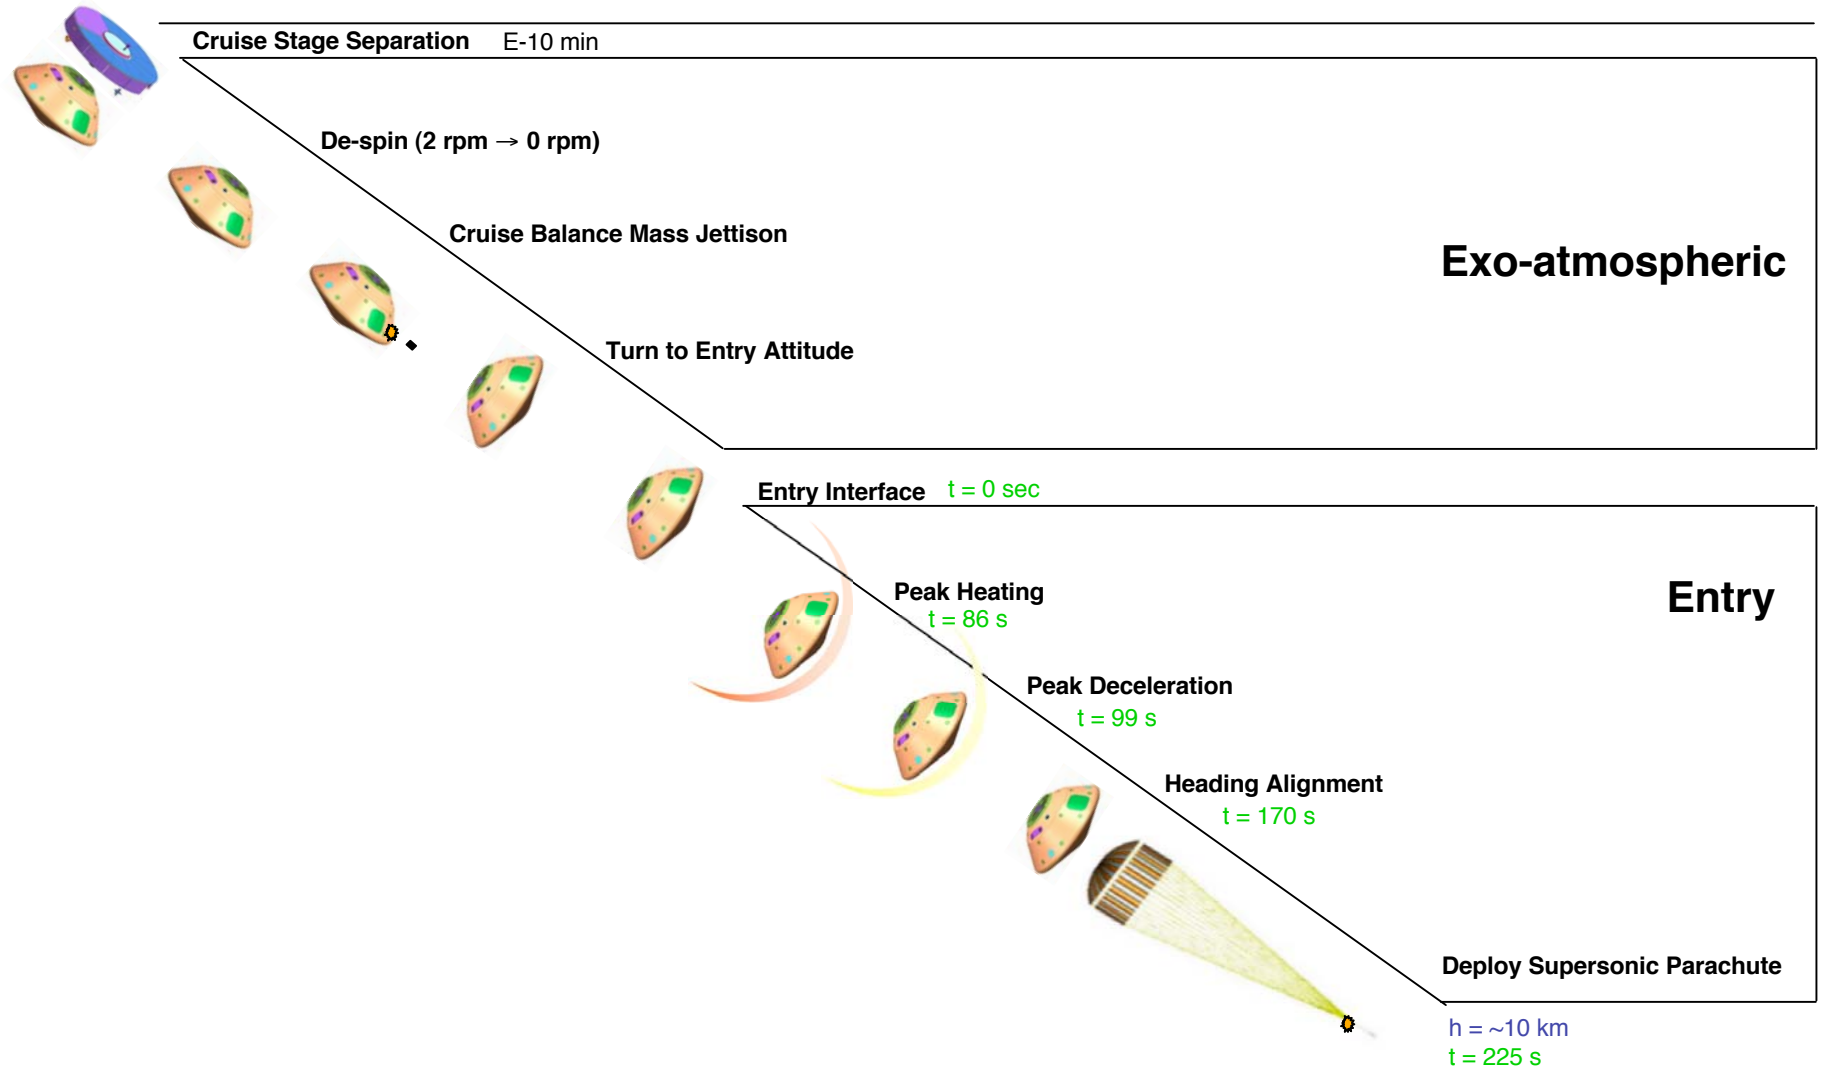 Cruise Stage Separation E-10 min
De-spin (2 rpm → 0 rpm)
Cruise Balance Mass Jettison
Exo-atmospheric
Turn to Entry Attitude
Entry Interface t = 0 sec
Peak Heating
t = 86 s
Entry
Peak Deceleration
t = 99 s
Heading Alignment
t = 170 s
Deploy Supersonic Parachute
h = ~10 km
t = 225 s